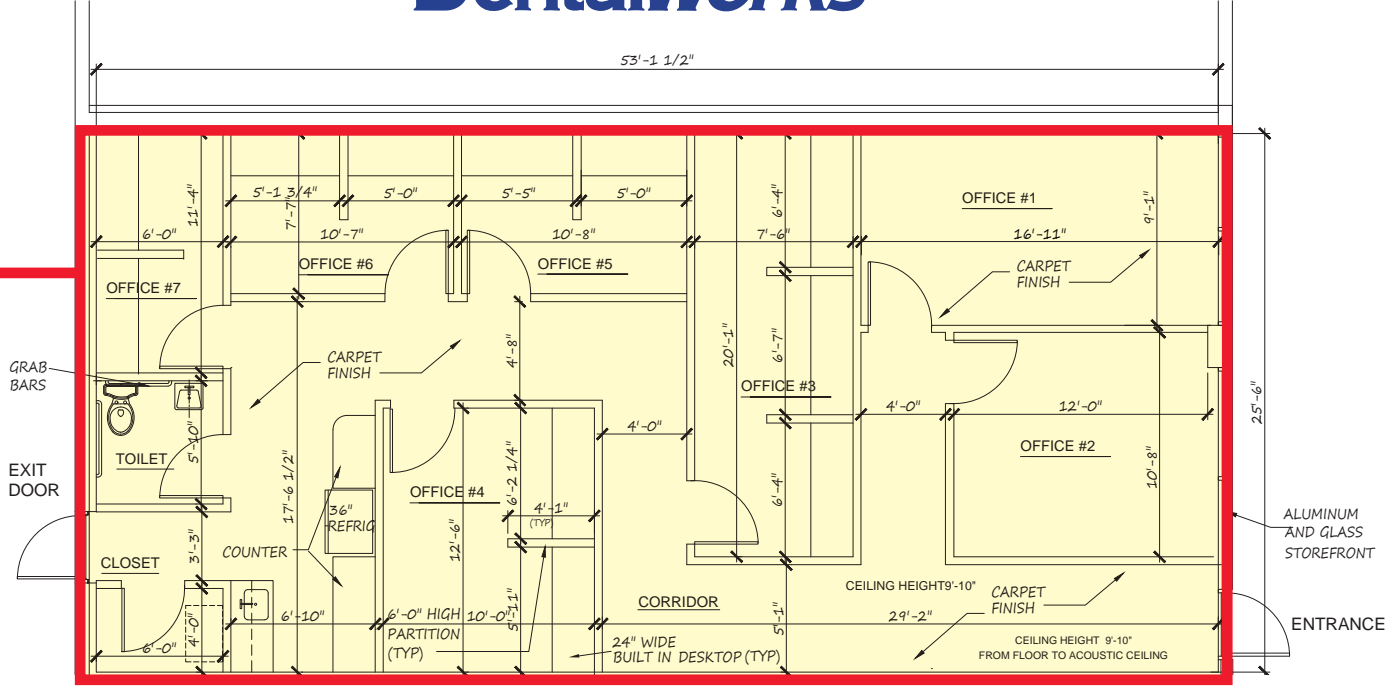 DentalWorks
53'-1 1/2"
11'-4"
7'-7"
5'-1 3/4"
5'-0"
5'-5"
5'-0"
6'-4"
OFFICE #1
9'-1"
6'-0"
10'-7"
10'-8"
7'-6"
16'-11"
OFFICE #7
OFFICE #6
OFFICE #5
CARPET
FINISH
GRAB
BARS
CARPET
FINISH
4'-8"
20'-1"
6'-7"
OFFICE #3
4'-0"
12'-0"
25'-6"
TOILET
5'-10"
17'-6 1/2"
4'-0"
OFFICE #2
10'-8"
EXIT
DOOR
36"
REFRIG
OFFICE #4
6'-2 1/4"
4'-1"
(TYP)
6'-4"
ALUMINUM
AND GLASS
STOREFRONT
CLOSET
3'-3"
COUNTER
12'-6"
CEILING HEIGHT9'-10"
CARPET
FINISH
CORRIDOR
6'-0"
4'-0"
6'-10"
6'-0" HIGH
PARTITION
(TYP)
10'-0"
5'-11"
24" WIDE
BUILT IN DESKTOP (TYP)
5'-1"
29'-2"
CEILING HEIGHT 9'-10"
FROM FLOOR TO ACOUSTIC CEILING
ENTRANCE